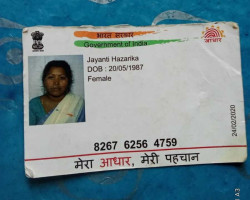 भारत सरकार
Government of India
आधार
Jayanti Hazarika
DOB : 20/05/1987
Female
24/02/2020
8267 6256 4759
मेरा आधार, मेरी पहचान